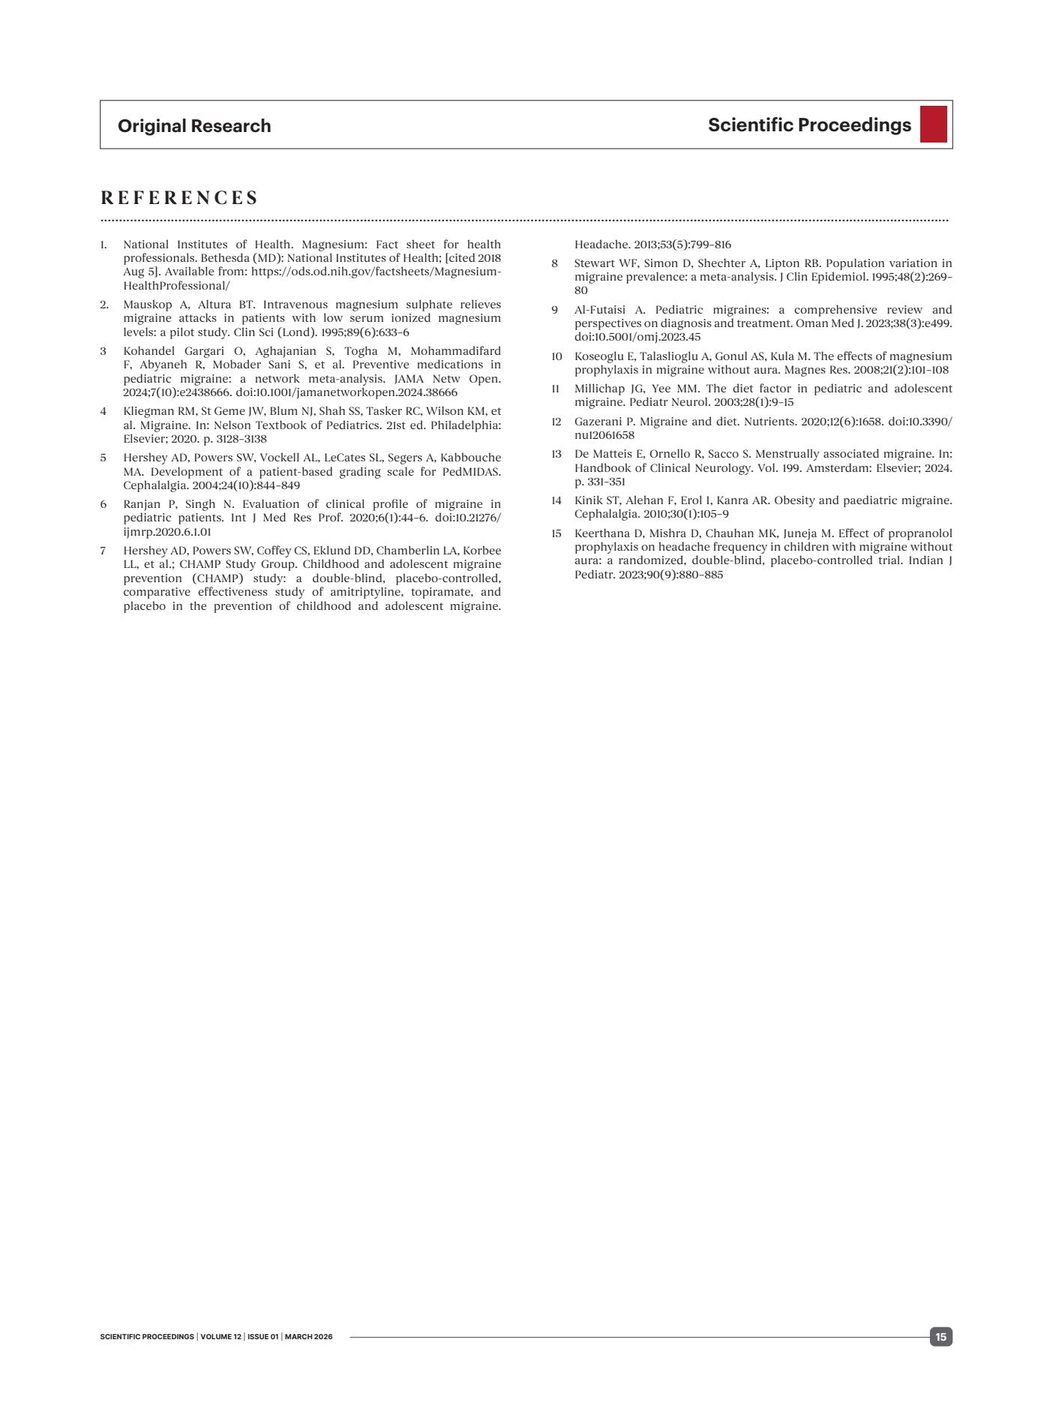 Original Research
Scientific Proceedings
REFERENCES
1. National Institutes of Health. Magnesium: Fact sheet for health
professionals. Bethesda (MD): National Institutes of Health; [cited 2018
Aug 5]. Available from: https://ods.od.nih.gov/factsheets/Magnesium-
HealthProfessional/
2. Mauskop A, Altura BT. Intravenous magnesium sulphate relieves
migraine attacks in patients with low serum ionized magnesium
levels: a pilot study. Clin Sci (Lond). 1995;89(6):633–6
3 Kohandel Gargari O, Aghajanian S, Togha M, Mohammadifard
F, Abyaneh R, Mobader Sani S, et al. Preventive medications in
pediatric migraine: a network meta-analysis. JAMA Netw Open.
2024;7(10):e2438666. doi:10.1001/jamanetworkopen.2024.38666
4 Kliegman RM, St Geme JW, Blum NJ, Shah SS, Tasker RC, Wilson KM, et
al. Migraine. In: Nelson Textbook of Pediatrics. 21st ed. Philadelphia:
Elsevier; 2020. p. 3128–3138
5 Hershey AD, Powers SW, Vockell AL, LeCates SL, Segers A, Kabbouche
MA. Development of a patient-based grading scale for PedMIDAS.
Cephalalgia. 2004;24(10):844–849
6 Ranjan P, Singh N. Evaluation of clinical profile of migraine in
pediatric patients. Int J Med Res Prof. 2020;6(1):44–6. doi:10.21276/
ijmrp.2020.6.1.01
7 Hershey AD, Powers SW, Coffey CS, Eklund DD, Chamberlin LA, Korbee
LL, et al.; CHAMP Study Group. Childhood and adolescent migraine
prevention (CHAMP) study: a double-blind, placebo-controlled,
comparative effectiveness study of amitriptyline, topiramate, and
placebo in the prevention of childhood and adolescent migraine.
Headache. 2013;53(5):799–816
8 Stewart WF, Simon D, Shechter A, Lipton RB. Population variation in
migraine prevalence: a meta-analysis. J Clin Epidemiol. 1995;48(2):269–
80
9 Al-Futaisi A. Pediatric migraines: a comprehensive review and
perspectives on diagnosis and treatment. Oman Med J. 2023;38(3):e499.
doi:10.5001/omj.2023.45
10 Koseoglu E, Talaslioglu A, Gonul AS, Kula M. The effects of magnesium
prophylaxis in migraine without aura. Magnes Res. 2008;21(2):101–108
11 Millichap JG, Yee MM. The diet factor in pediatric and adolescent
migraine. Pediatr Neurol. 2003;28(1):9–15
12 Gazerani P. Migraine and diet. Nutrients. 2020;12(6):1658. doi:10.3390/
nu12061658
13 De Matteis E, Ornello R, Sacco S. Menstrually associated migraine. In:
Handbook of Clinical Neurology. Vol. 199. Amsterdam: Elsevier; 2024.
p. 331–351
14 Kinik ST, Alehan F, Erol I, Kanra AR. Obesity and paediatric migraine.
Cephalalgia. 2010;30(1):105–9
15 Keerthana D, Mishra D, Chauhan MK, Juneja M. Effect of propranolol
prophylaxis on headache frequency in children with migraine without
aura: a randomized, double-blind, placebo-controlled trial. Indian J
Pediatr. 2023;90(9):880–885
SCIENTIFIC PROCEEDINGS | VOLUME 12 | ISSUE 01 | MARCH 2026
15